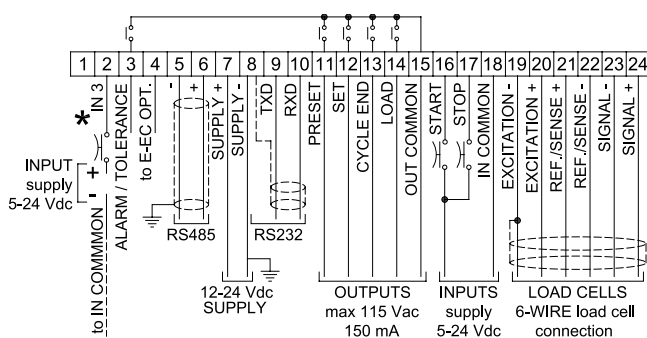 1 2 3 4 5 6 7 8 9 10 11 12 13 14 15 16 17 18 19 20 21 22 23 24
* IN 3
ALARM / TOLERANCE
to E-EC OPT.
-
+
SUPPLY +
SUPPLY -
TXD
RXD
PRESET
SET
CYCLE END
LOAD
OUT COMMON
START
STOP
IN COMMON
EXCITATION -
EXCITATION +
REF./SENSE +
REF./SENSE -
SIGNAL -
SIGNAL +
INPUT
supply
5-24 Vdc
+
-
to IN COMMMON
RS485
RS232
12-24 Vdc
SUPPLY
OUTPUTS
max 115 Vac
150 mA
INPUTS
supply
5-24 Vdc
LOAD CELLS
6-WIRE load cell
connection